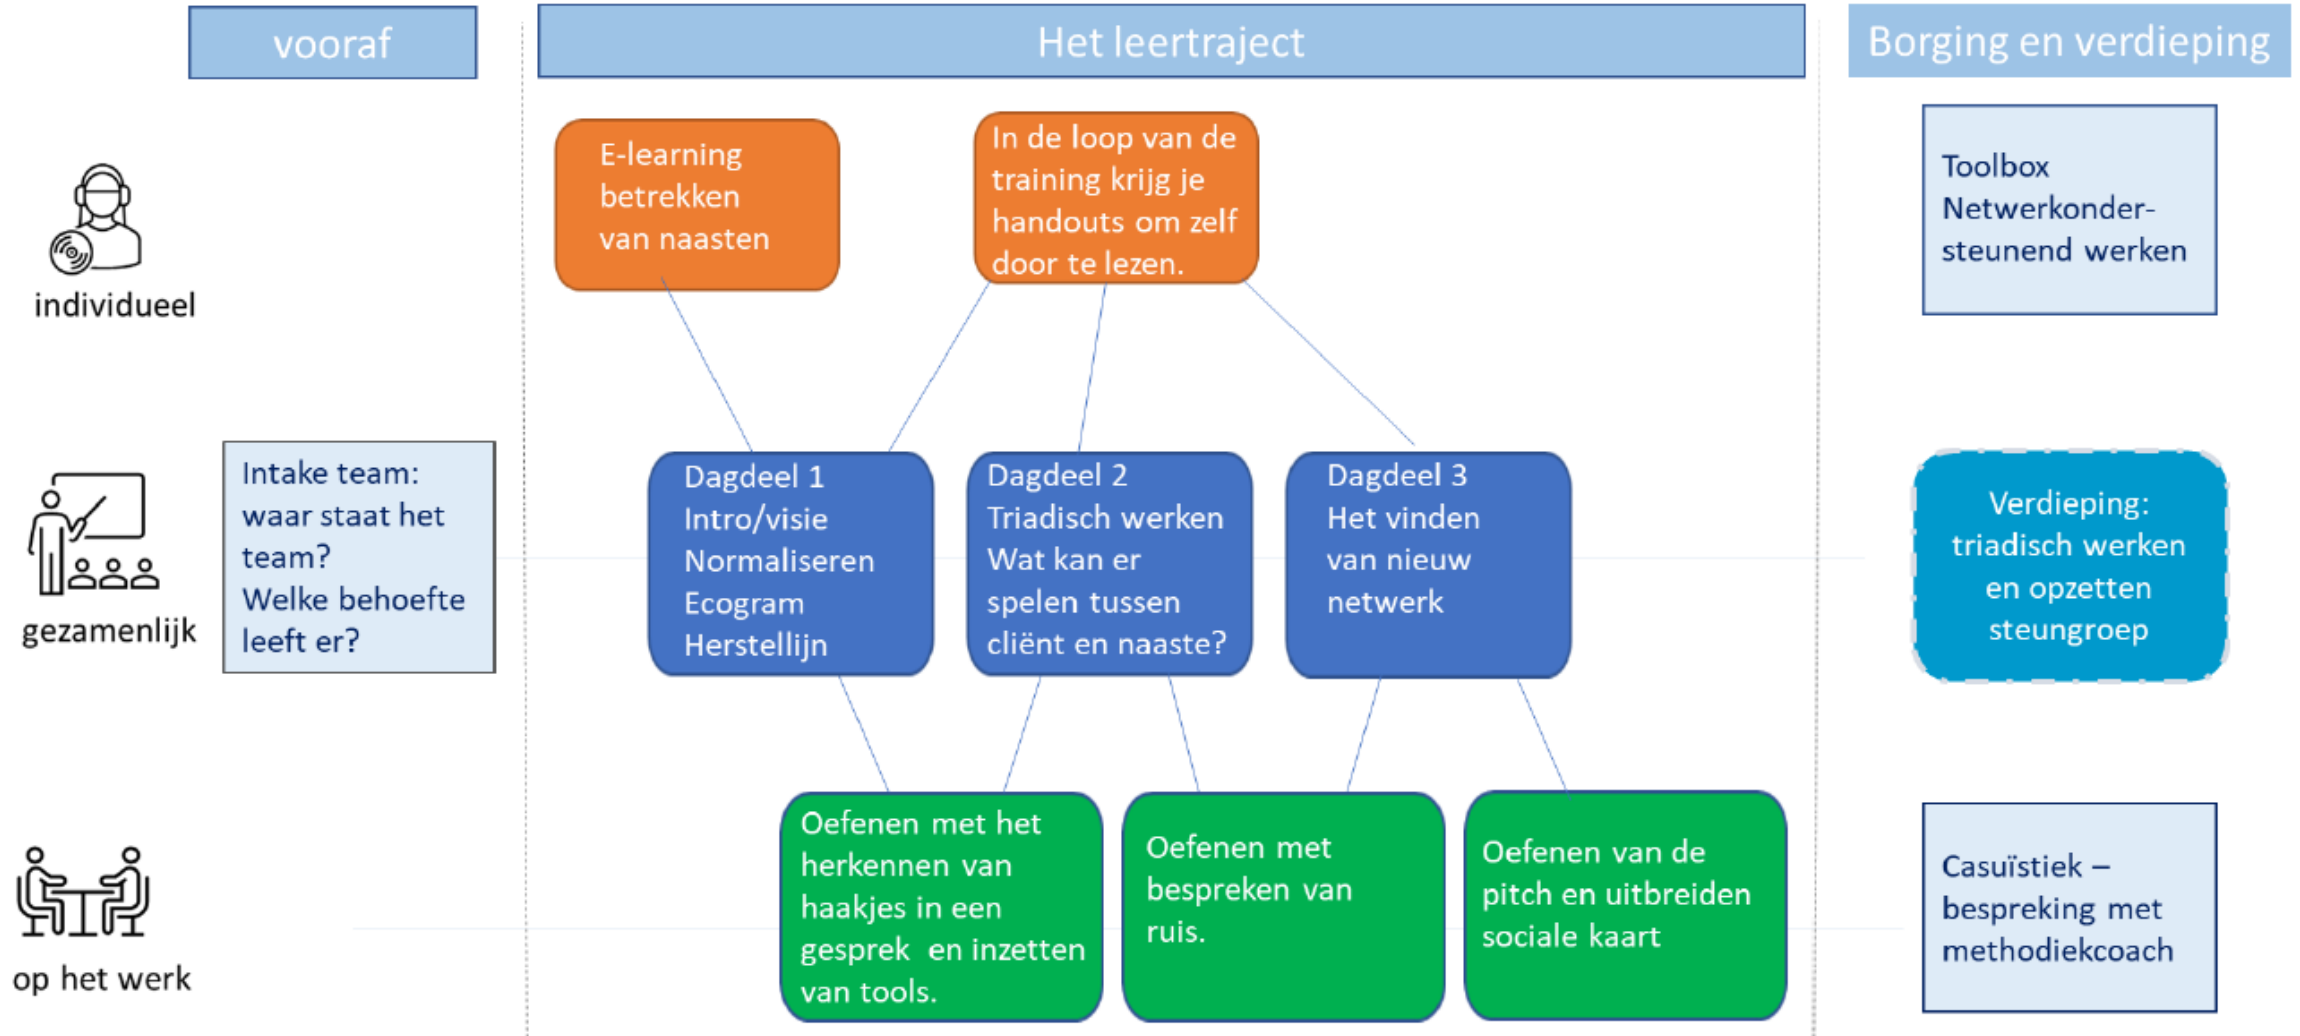 vooraf
Het leertraject
Borging en verdieping
individueel
E-learning
betrekken
van naasten
In de loop van de
training krijg je
handouts om zelf
door te lezen.
Toolbox
Netwerkonder-
steunend werken
gezamenlijk
Intake team:
waar staat het
team?
Welke behoefte
leeft er?
Dagdeel 1
Intro/visie
Normaliseren
Ecogram
Herstellijn
Dagdeel 2
Triadisch werken
Wat kan er
spelen tussen
cliënt en naaste?
Dagdeel 3
Het vinden
van nieuw
netwerk
Verdieping:
triadisch werken
en opzetten
steungroep
op het werk
Oefenen met het
herkennen van
haakjes in een
gesprek en inzetten
van tools.
Oefenen met
bespreken van
ruis.
Oefenen van de
pitch en uitbreiden
sociale kaart
Casuïstiek –
bespreking met
methodiekcoach